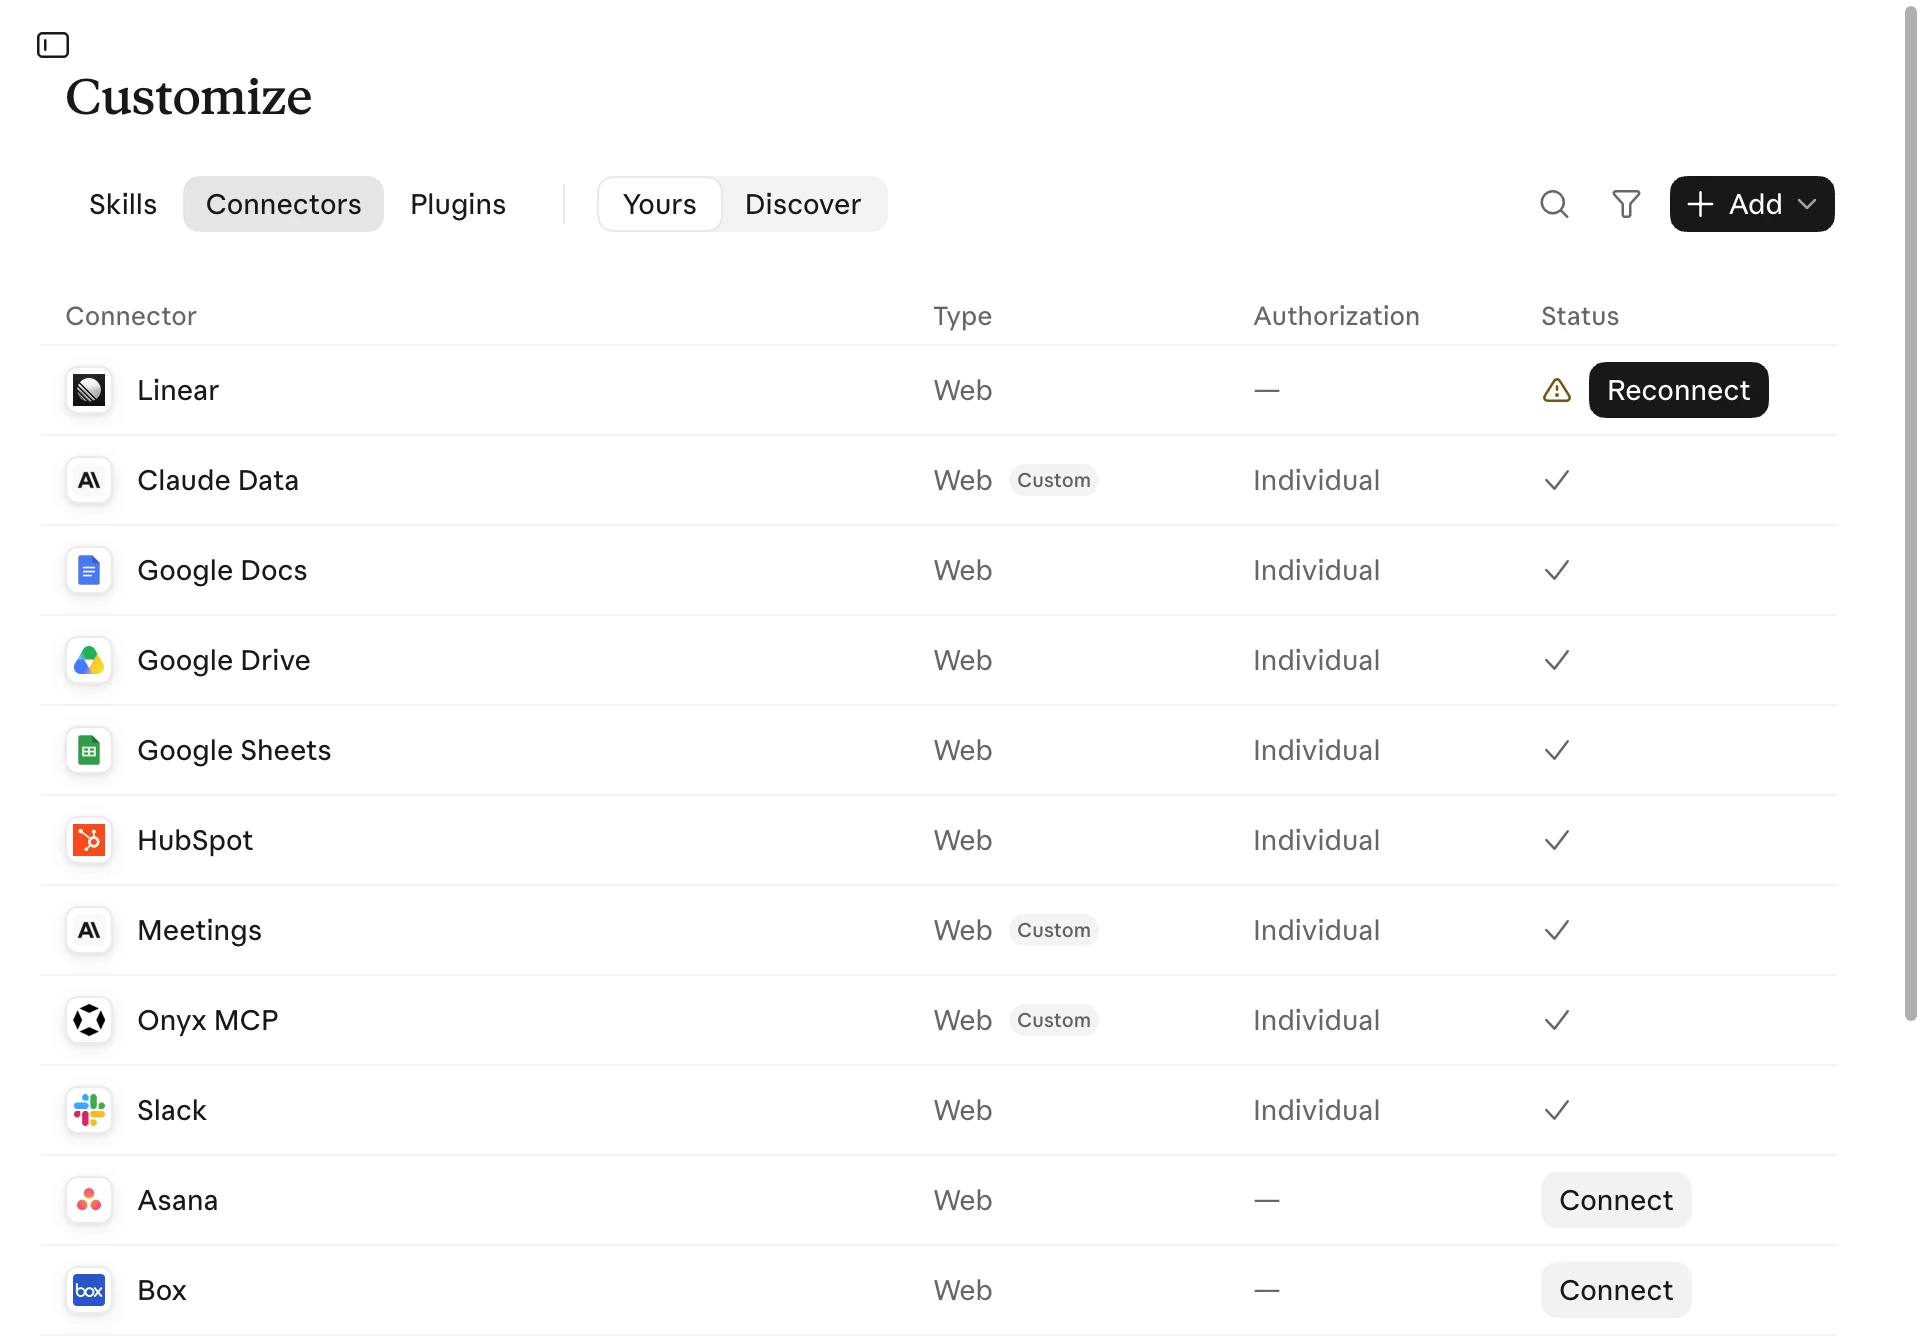 Customize
Skills Connectors Plugins Yours Discover Add
Connector Type Authorization Status
Linear Web — Reconnect
Claude Data Web Custom Individual
Google Docs Web Individual
Google Drive Web Individual
Google Sheets Web Individual
HubSpot Web Individual
Meetings Web Custom Individual
Onyx MCP Web Custom Individual
Slack Web Individual
Asana Web — Connect
box Box Web — Connect